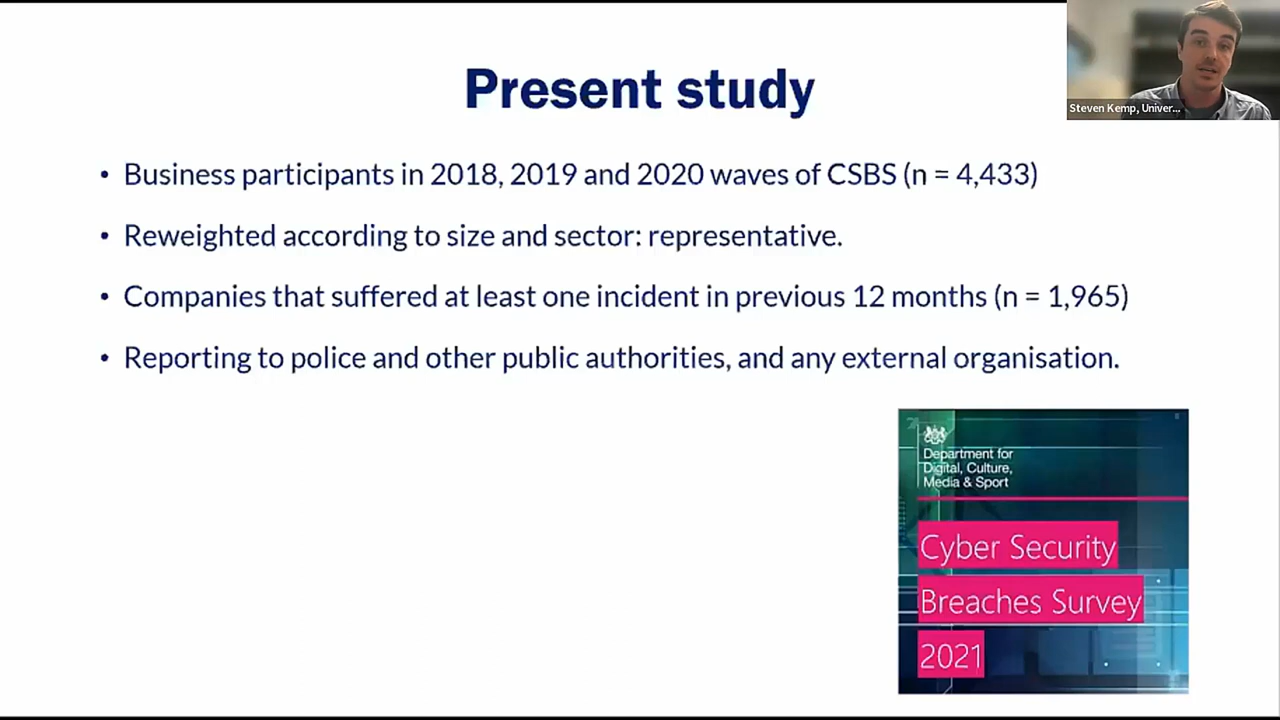 Present study
Steven Kemp, Univer...
• Business participants in 2018, 2019 and 2020 waves of CSBS (n = 4,433)
• Reweighted according to size and sector: representative.
• Companies that suffered at least one incident in previous 12 months (n = 1,965)
• Reporting to police and other public authorities, and any external organisation.
Department for
Digital, Culture,
Media & Sport
Cyber Security
Breaches Survey
2021